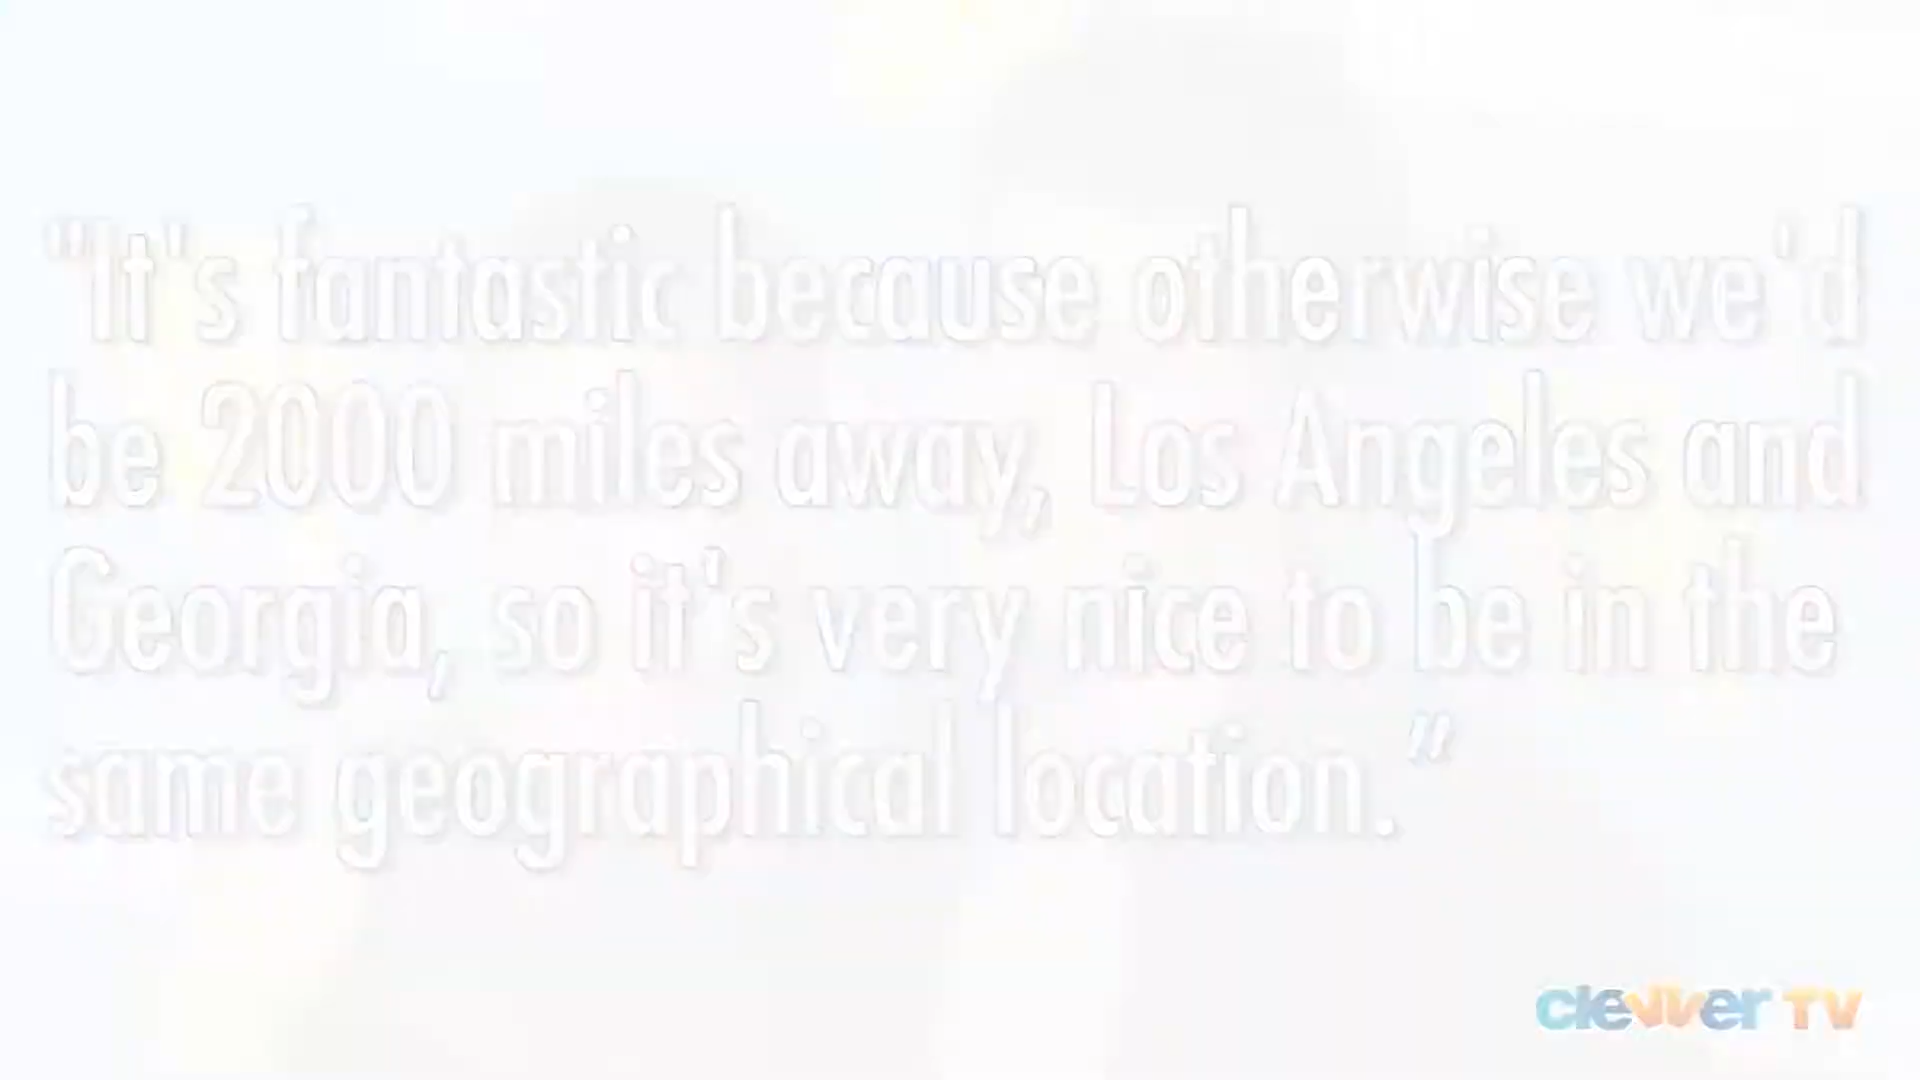 "It's fantastic because otherwise we'd
be 2000 miles away, Los Angeles and
Georgia, so it's very nice to be in the
same geographical location.”
clevver TV